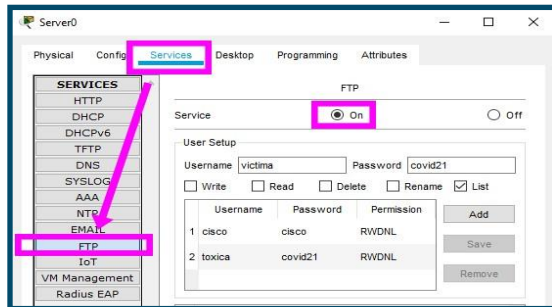 Server0
Physical Config Services Desktop Programming Attributes
SERVICES
HTTP
DHCP
DHCPv6
TFTP
DNS
SYSLOG
AAA
NTP
EMAIL
FTP
IoT
VM Management
Radius EAP
FTP
Service On Off
User Setup
Username victima Password covid21
Write Read Delete Rename List
Username Password Permission
1 cisco cisco RWDNL
2 toxica covid21 RWDNL
Add
Save
Remove